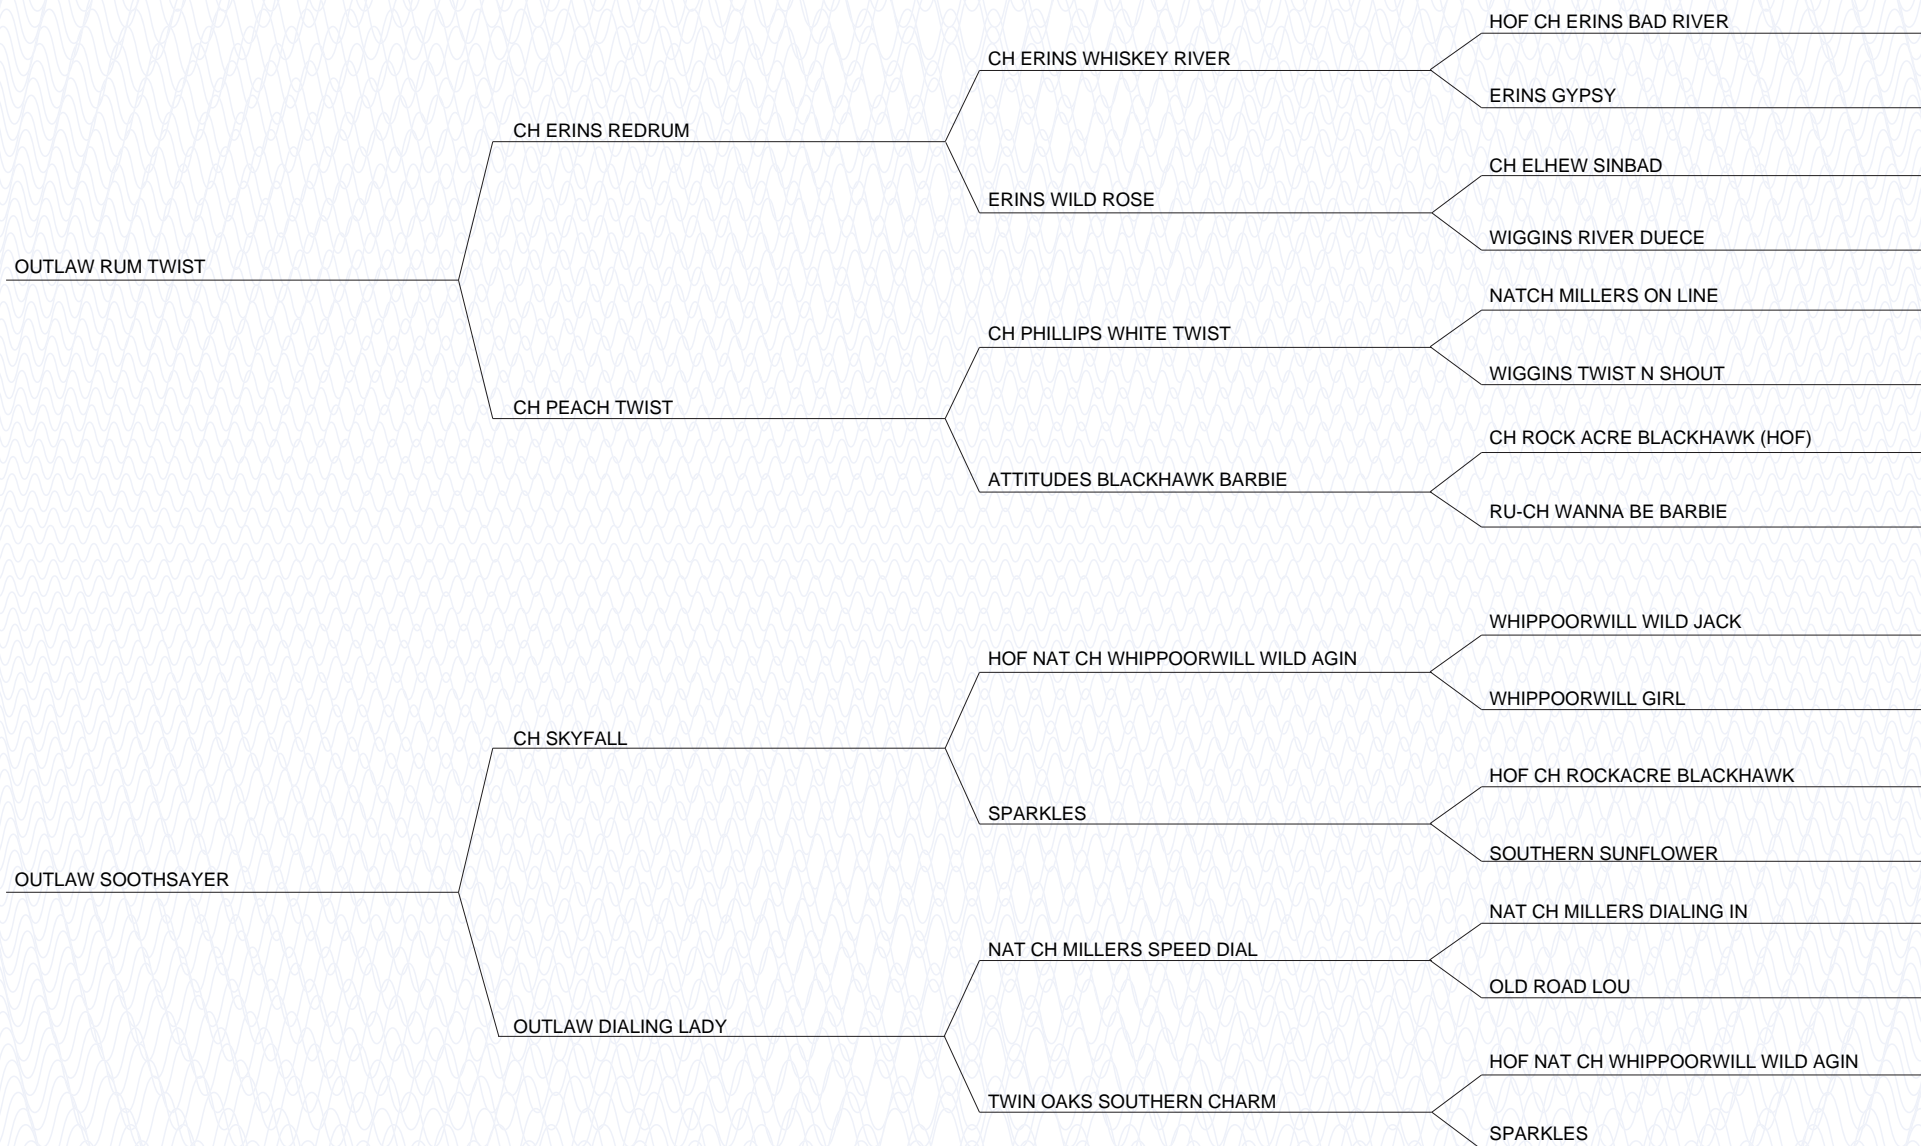 HOF CH ERINS BAD RIVER
CH ERINS WHISKEY RIVER
ERINS GYPSY
CH ERINS REDRUM
CH ELHEW SINBAD
ERINS WILD ROSE
WIGGINS RIVER DUECE
OUTLAW RUM TWIST
NATCH MILLERS ON LINE
CH PHILLIPS WHITE TWIST
WIGGINS TWIST N SHOUT
CH PEACH TWIST
CH ROCK ACRE BLACKHAWK (HOF)
ATTITUDES BLACKHAWK BARBIE
RU-CH WANNA BE BARBIE
WHIPPOORWILL WILD JACK
HOF NAT CH WHIPPOORWILL WILD AGIN
WHIPPOORWILL GIRL
CH SKYFALL
HOF CH ROCKACRE BLACKHAWK
SPARKLES
SOUTHERN SUNFLOWER
OUTLAW SOOTHSAYER
NAT CH MILLERS DIALING IN
NAT CH MILLERS SPEED DIAL
OLD ROAD LOU
OUTLAW DIALING LADY
HOF NAT CH WHIPPOORWILL WILD AGIN
TWIN OAKS SOUTHERN CHARM
SPARKLES